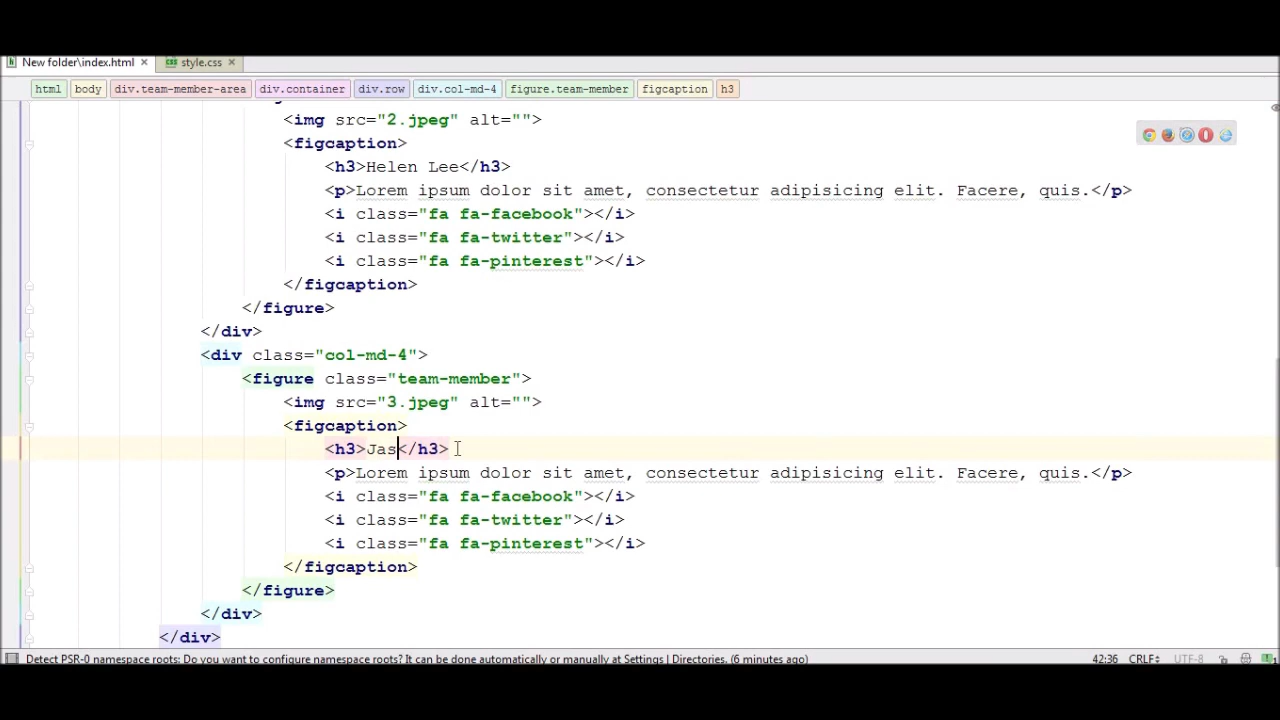 New folder\index.html × style.css ×
html body div.team-member-area div.container div.row div.col-md-4 figure.team-member figcaption h3
<img src="2.jpeg" alt="">
<figcaption>
<h3>Helen Lee</h3>
<p>Lorem ipsum dolor sit amet, consectetur adipisicing elit. Facere, quis.</p>
<i class="fa fa-facebook"></i>
<i class="fa fa-twitter"></i>
<i class="fa fa-pinterest"></i>
</figcaption>
</figure>
</div>
<div class="col-md-4">
<figure class="team-member">
<img src="3.jpeg" alt="">
<figcaption>
<h3>Jas</h3>
<p>Lorem ipsum dolor sit amet, consectetur adipisicing elit. Facere, quis.</p>
<i class="fa fa-facebook"></i>
<i class="fa fa-twitter"></i>
<i class="fa fa-pinterest"></i>
</figcaption>
</figure>
</div>
</div>
Detect PSR-0 namespace roots: Do you want to configure namespace roots? It can be done automatically or manually at Settings | Directories. (6 minutes ago) 42:36 CRLF UTF-8